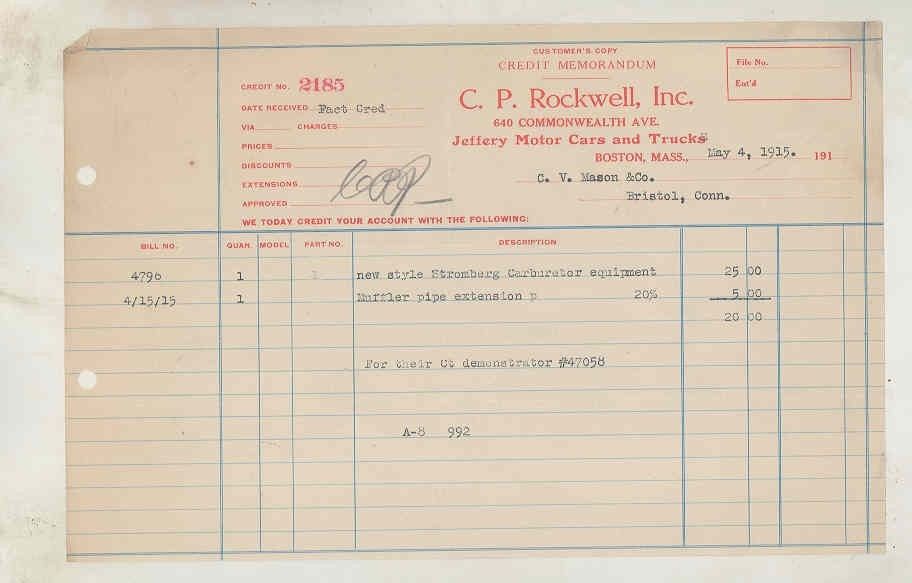 CUSTOMER'S COPY
CREDIT MEMORANDUM
File No.
CREDIT No. 2185
Ent'd
C. P. Rockwell, Inc.
DATE RECEIVED Fact Cred
640 COMMONWEALTH AVE.
VIA CHARGES
Jeffery Motor Cars and Trucks
PRICES
BOSTON, MASS., May 4, 1915. 191
DISCOUNTS
C. V. Mason &Co.
EXTENSIONS
Bristol, Conn.
APPROVED
WE TODAY CREDIT YOUR ACCOUNT WITH THE FOLLOWING:
BILL NO. QUAN. MODEL PART NO. DESCRIPTION
4796 1 1 new style Stromberg Carburetor equipment 25 00
4/15/15 1 Muffler pipe extension p 20% 5 00
20 00
For their Ct demonstrator #47058
A-8 992